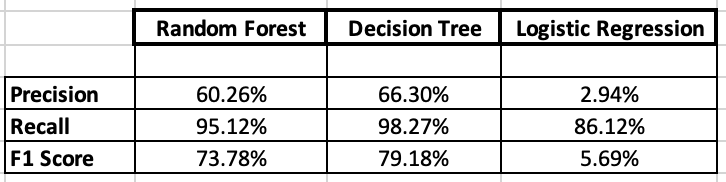 Random Forest Decision Tree Logistic Regression
Precision 60.26% 66.30% 2.94%
Recall 95.12% 98.27% 86.12%
F1 Score 73.78% 79.18% 5.69%